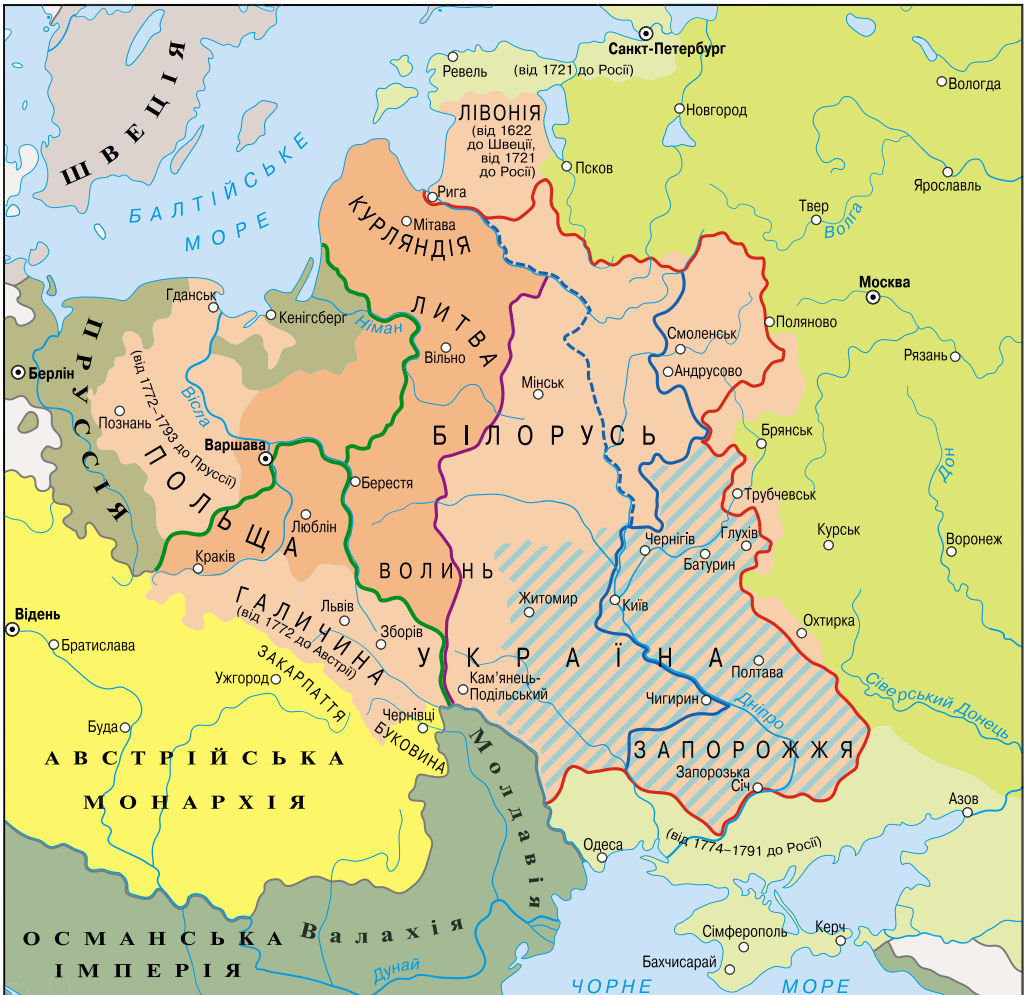 ШВЕЦІЯ
БАЛТІЙСЬКЕ
МОРЕ
Санкт-Петербург
Ревель
(від 1721 до Росії)
Новгород
Вологда
ЛІВОНІЯ
(від 1622
до Швеції,
від 1721
до Росії)
Псков
Ярославль
Твер
Волга
Рига
Мітава
КУРЛЯНДІЯ
Москва
Гданськ
Кенігсберг
Німан
ЛИТВА
Вільно
Поляново
Смоленськ
Андрусово
Рязань
ПРУССІЯ
Берлін
(від 1772–1793 до Пруссії)
Познань
Вісла
Мінськ
БІЛОРУСЬ
Варшава
ПОЛЬЩА
Берестя
Брянськ
Дон
Трубчевськ
Люблін
Краків
Чернігів
Глухів
Батурин
Курськ
Воронеж
ВОЛИНЬ
Житомир
Київ
Відень
Братислава
ГАЛИЧИНА
(від 1772 до Австрії)
Львів
Зборів
УКРАЇНА
Охтирка
Полтава
ЗАКАРПАТТЯ
Ужгород
Кам’янець-
Подільський
Чигирин
Дніпро
Сіверський Донець
Буда
Чернівці
БУКОВИНА
АВСТРІЙСЬКА
МОНАРХІЯ
Молдавія
ЗАПОРОЖЖЯ
Запорозька
Січ
Азов
Одеса
(від 1774–1791 до Росії)
ОСМАНСЬКА
ІМПЕРІЯ
Валахія
Дунай
Сімферополь
Керч
Бахчисарай
ЧОРНЕ МОРЕ